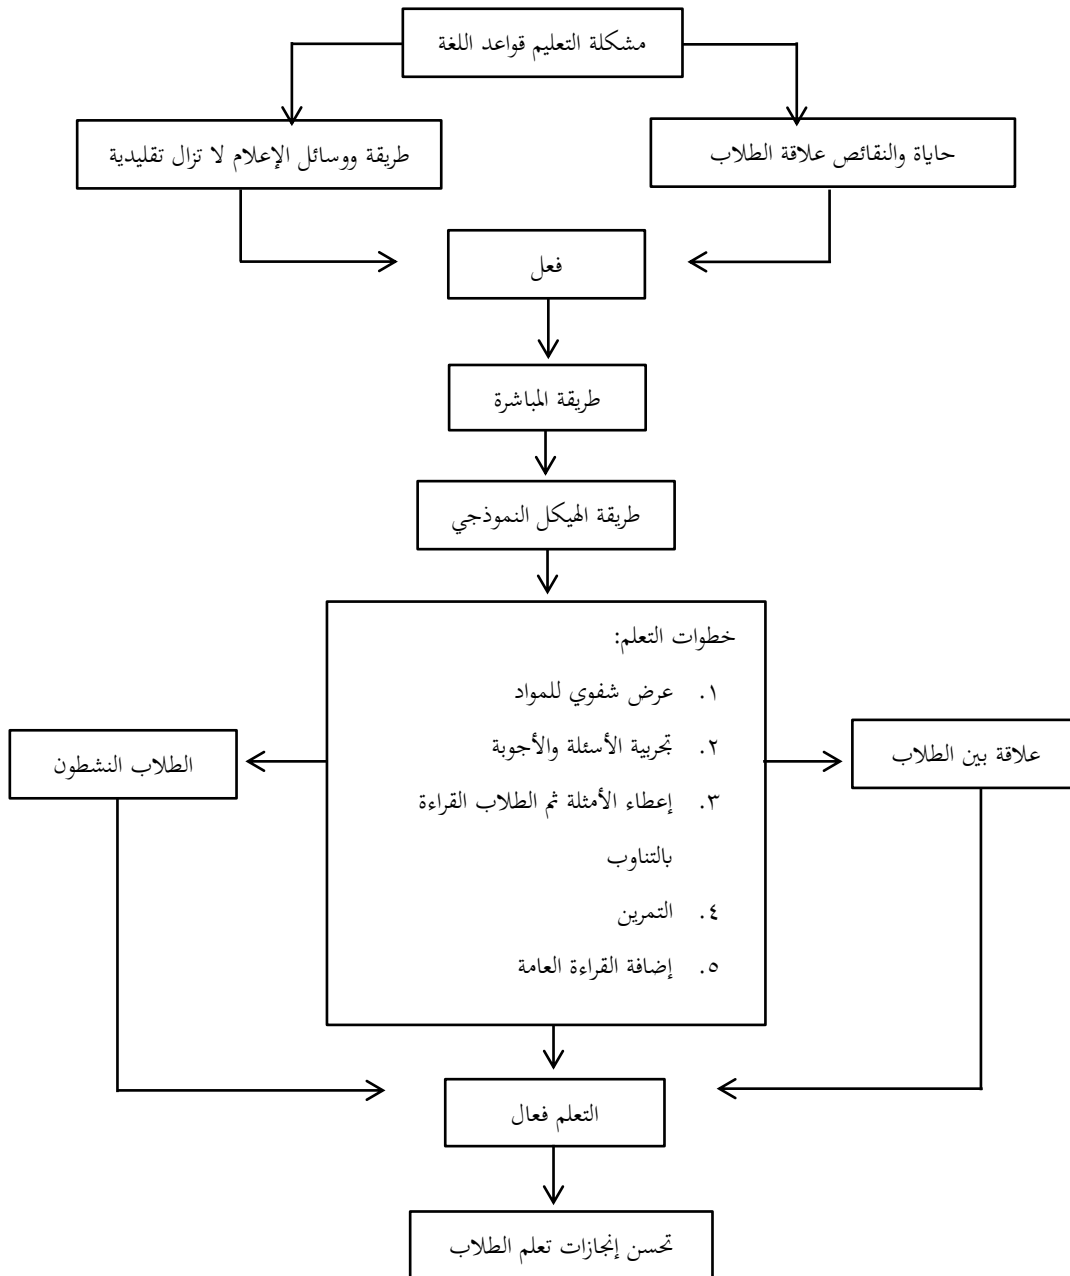 مشكلة التعليم قواعد اللغة
حاياة والنقائص علاقة الطلاب
طريقة ووسائل الإعلام لا تزال تقليدية
فعل
طريقة المباشرة
طريقة الهيكل النموذجي
خطوات التعلم:
١. عرض شفوي للمواد
٢. تجربية الأسئلة والأجوبة
٣. إعطاء الأمثلة ثم الطلاب القراءة
بالتناوب
٤. التمرين
٥. إضافة القراءة العامة
علاقة بين الطلاب
الطلاب النشطون
التعلم فعال
تحسن إنجازات تعلم الطلاب